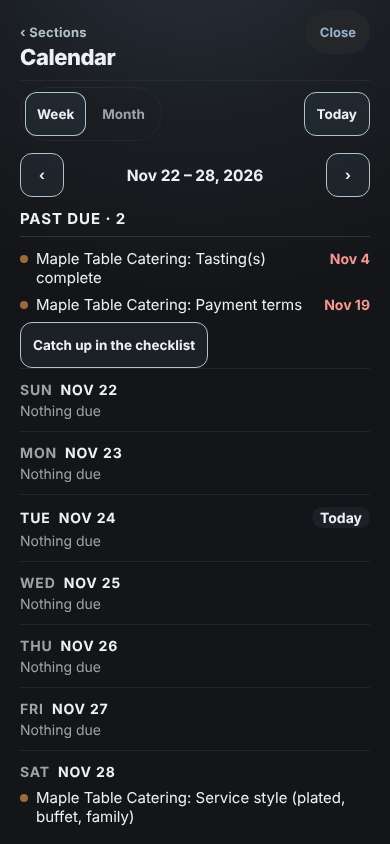 ‹ Sections
Close
Calendar
Week
Month
Today
‹
Nov 22 – 28, 2026
›
PAST DUE · 2
Maple Table Catering: Tasting(s)
complete
Nov 4
Maple Table Catering: Payment terms
Nov 19
Catch up in the checklist
SUN NOV 22
Nothing due
MON NOV 23
Nothing due
TUE NOV 24
Today
Nothing due
WED NOV 25
Nothing due
THU NOV 26
Nothing due
FRI NOV 27
Nothing due
SAT NOV 28
Maple Table Catering: Service style (plated,
buffet, family)